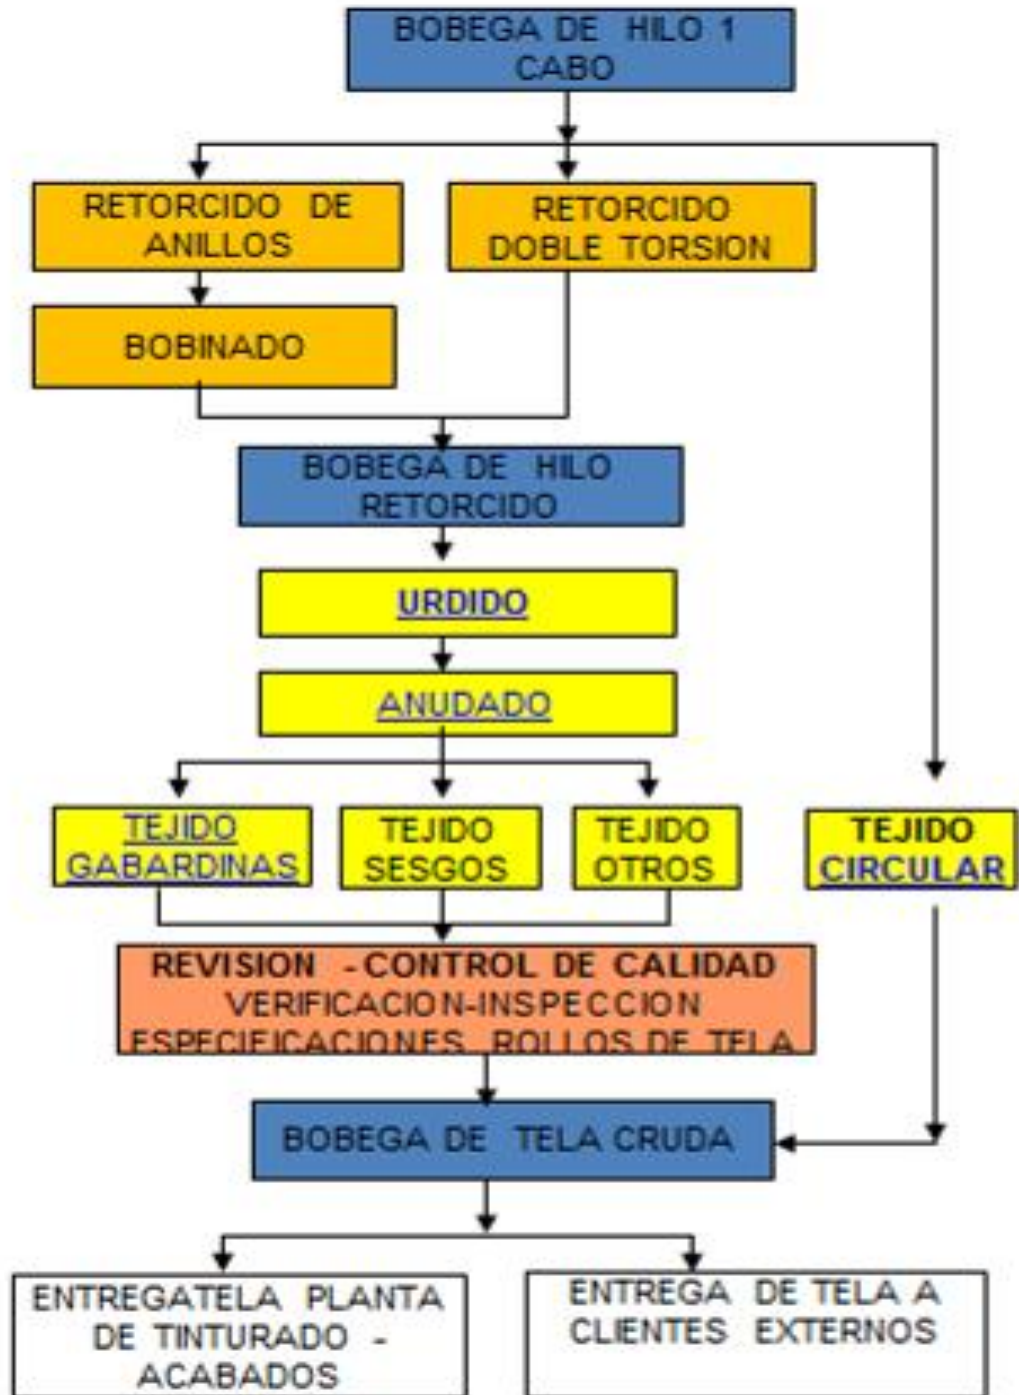 BOBEGA DE HILO 1
CABO
RETORCIDO DE
ANILLOS
RETORCIDO
DOBLE TORSION
BOBINADO
BOBEGA DE HILO
RETORCIDO
URDIDO
ANUDADO
TEJIDO
GABARDINAS
TEJIDO
SESGOS
TEJIDO
OTROS
TEJIDO
CIRCULAR
REVISION - CONTROL DE CALIDAD
VERIFICACION-INSPECCION
ESPECIFICACIONES ROLLOS DE TELA
BOBEGA DE TELA CRUDA
ENTREGATELA PLANTA
DE TINTURADO -
ACABADOS
ENTREGA DE TELA A
CLIENTES EXTERNOS